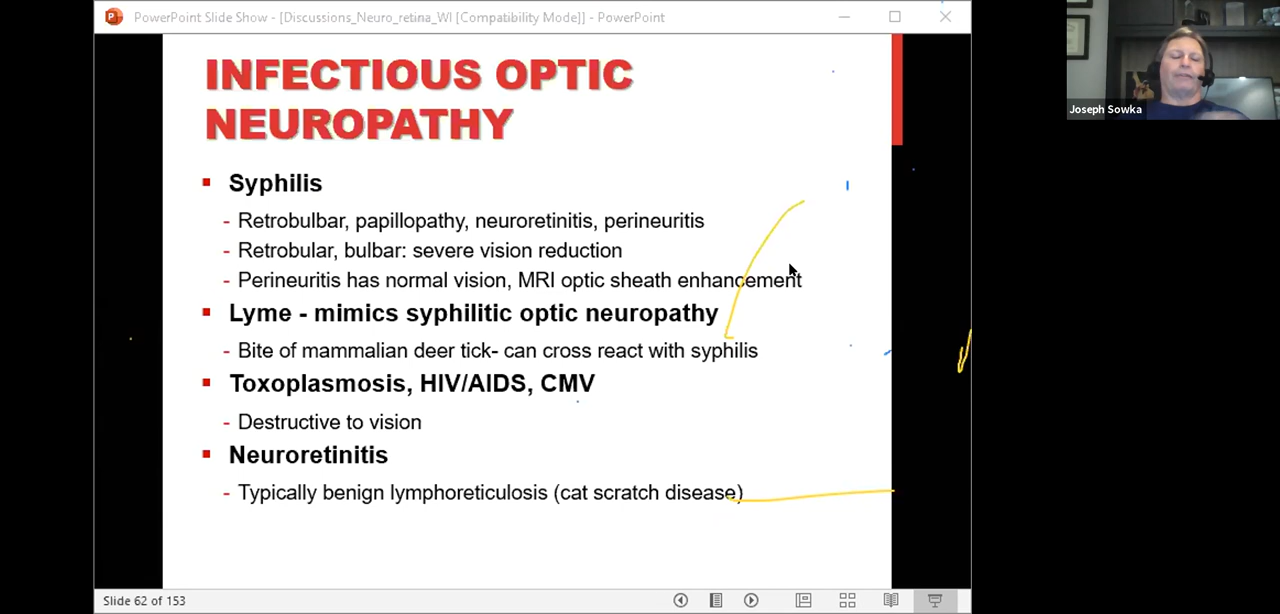 PowerPoint Slide Show - [Discussions_Neuro_retina_WI [Compatibility Mode]] - PowerPoint
Joseph Sowka
INFECTIOUS OPTIC
NEUROPATHY
Syphilis
- Retrobulbar, papillopathy, neuroretinitis, perineuritis
- Retrobular, bulbar: severe vision reduction
- Perineuritis has normal vision, MRI optic sheath enhancement
Lyme - mimics syphilitic optic neuropathy
- Bite of mammalian deer tick- can cross react with syphilis
Toxoplasmosis, HIV/AIDS, CMV
- Destructive to vision
Neuroretinitis
- Typically benign lymphoreticulosis (cat scratch disease)
Slide 62 of 153